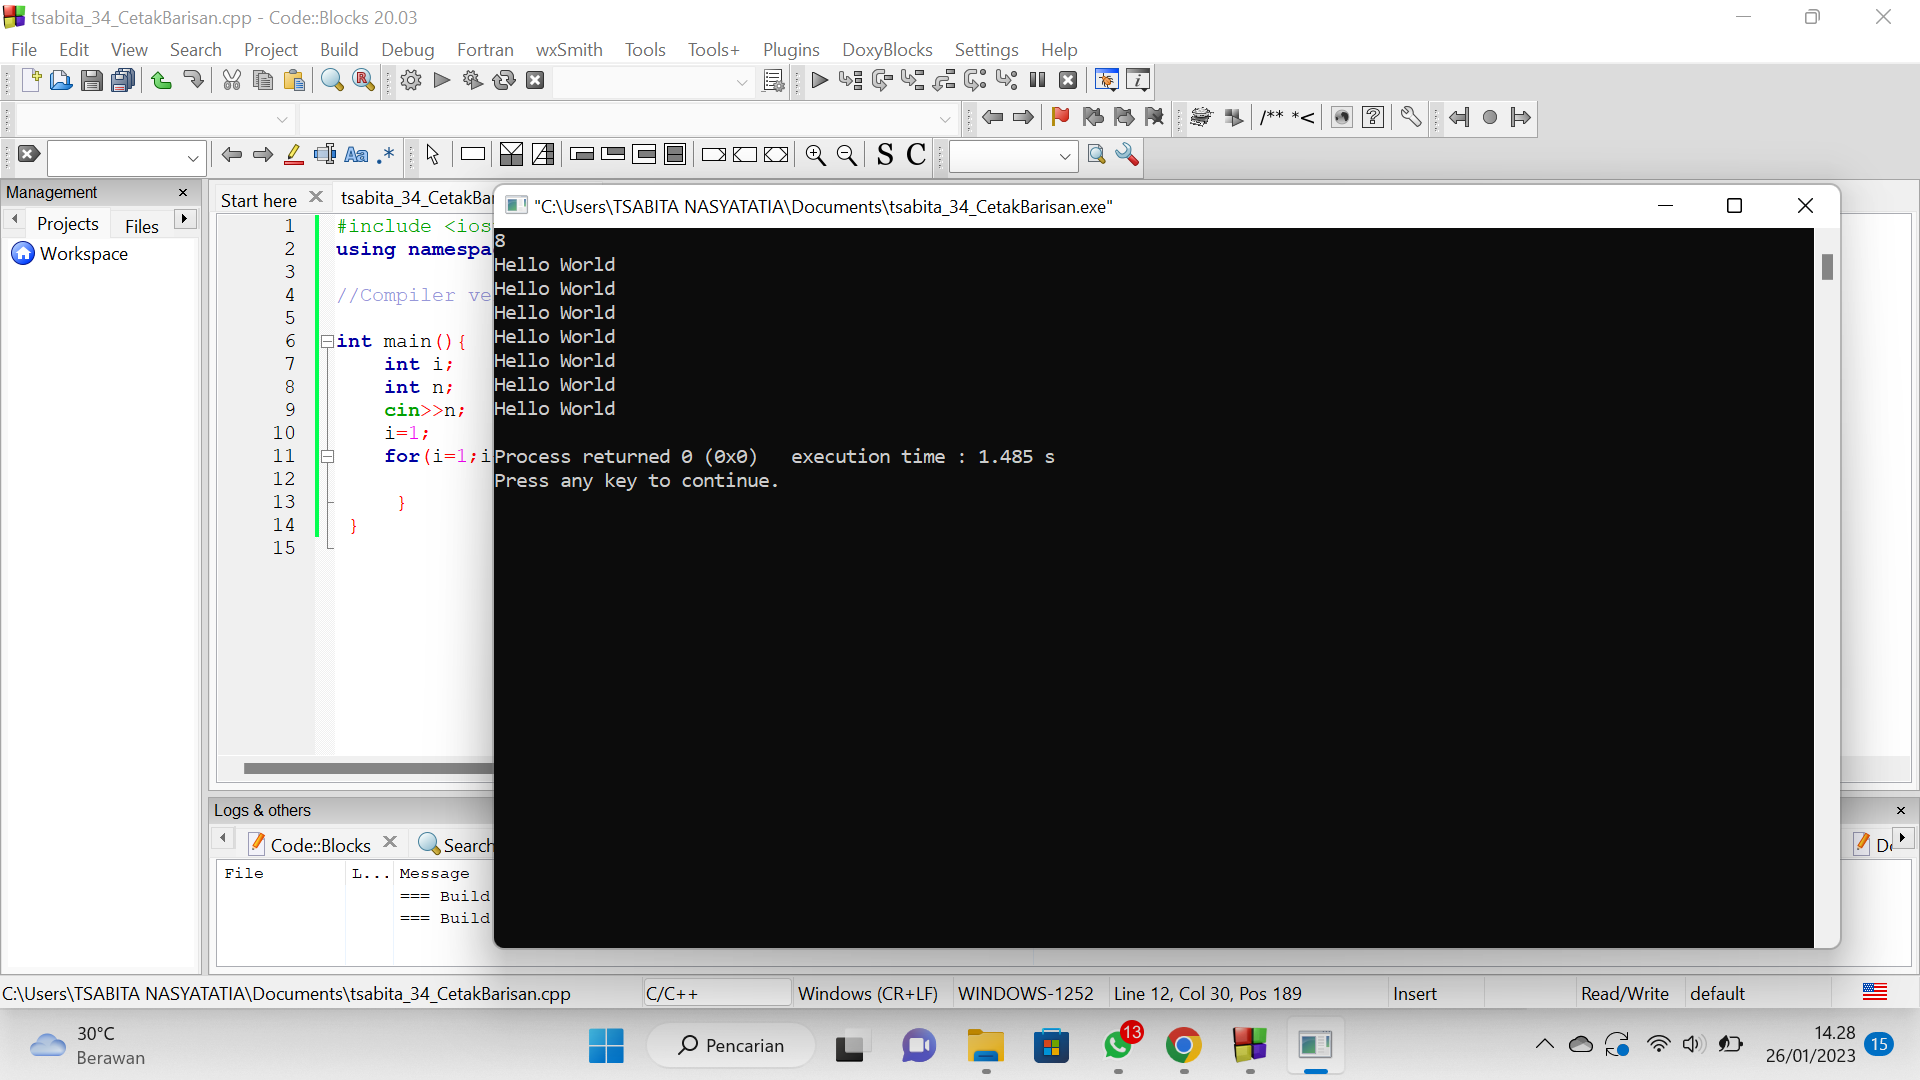 tsabita_34_CetakBarisan.cpp - Code::Blocks 20.03
File Edit View Search Project Build Debug Fortran wxSmith Tools Tools+ Plugins DoxyBlocks Settings Help
/** *<
Aa .* S C
Management
Projects Files
Workspace
Start here tsabita_34_CetakBar
1 #include <ios
2 using namespa
3
4 //Compiler ve
5
6 int main(){
7 int i;
8 int n;
9 cin>>n;
10 i=1;
11 for(i=1;i
12
13 }
14 }
15
"C:\Users\TSABITA NASYATATIA\Documents\tsabita_34_CetakBarisan.exe"
8
Hello World
Hello World
Hello World
Hello World
Hello World
Hello World
Hello World
Process returned 0 (0x0)   execution time : 1.485 s
Press any key to continue.
Logs & others
Code::Blocks Search
File L... Message
=== Build
=== Build
C:\Users\TSABITA NASYATATIA\Documents\tsabita_34_CetakBarisan.cpp C/C++ Windows (CR+LF) WINDOWS-1252 Line 12, Col 30, Pos 189 Insert Read/Write default
30°C
Berawan
Pencarian
13
14.28
26/01/2023
15